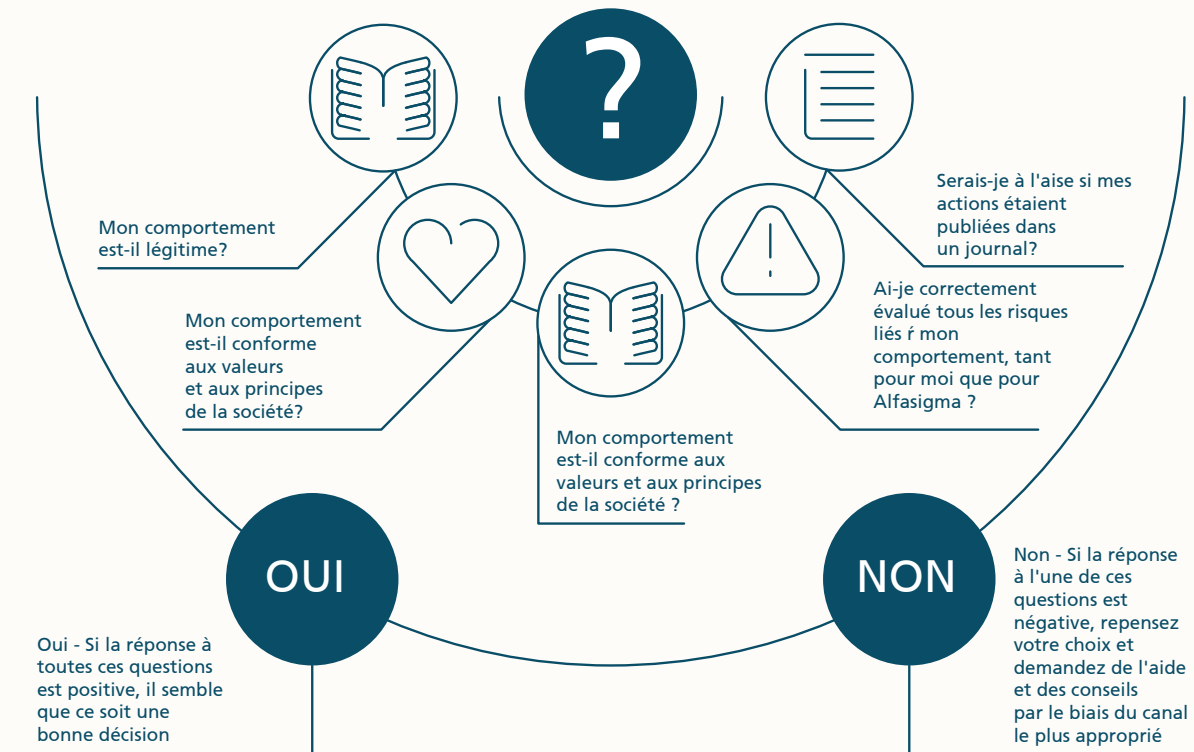 ?
Mon comportement
est-il légitime?
Mon comportement
est-il conforme
aux valeurs
et aux principes
de la société?
Mon comportement
est-il conforme aux
valeurs et aux principes
de la société ?
Ai-je correctement
évalué tous les risques
liés ŕ mon
comportement, tant
pour moi que pour
Alfasigma ?
Serais-je à l'aise si mes
actions étaient
publiées dans
un journal?
OUI
Oui - Si la réponse à
toutes ces questions
est positive, il semble
que ce soit une
bonne décision
NON
Non - Si la réponse
à l'une de ces
questions est
négative, repensez
votre choix et
demandez de l'aide
et des conseils
par le biais du canal
le plus approprié